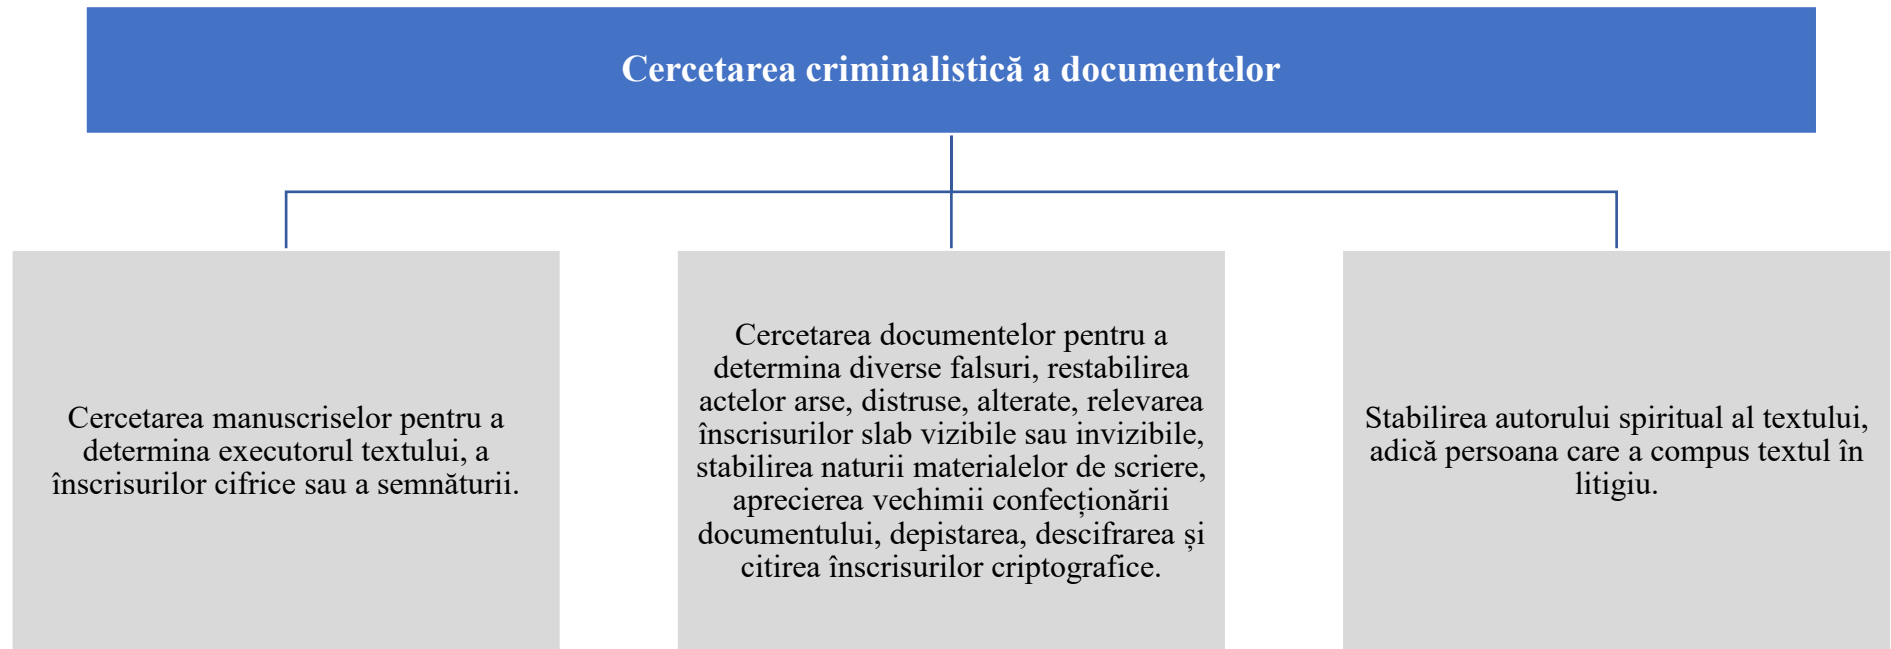 Cercetarea criminalistică a documentelor
Cercetarea manuscriselor pentru a
determina executorul textului, a
înscrisurilor cifrice sau a semnăturii.
Cercetarea documentelor pentru a
determina diverse falsuri, restabilirea
actelor arse, distruse, alterate, relevarea
înscrisurilor slab vizibile sau invizibile,
stabilirea naturii materialelor de scriere,
aprecierea vechimii confecționării
documentului, depistarea, descifrarea și
citirea înscrisurilor criptografice.
Stabilirea autorului spiritual al textului,
adică persoana care a compus textul în
litigiu.